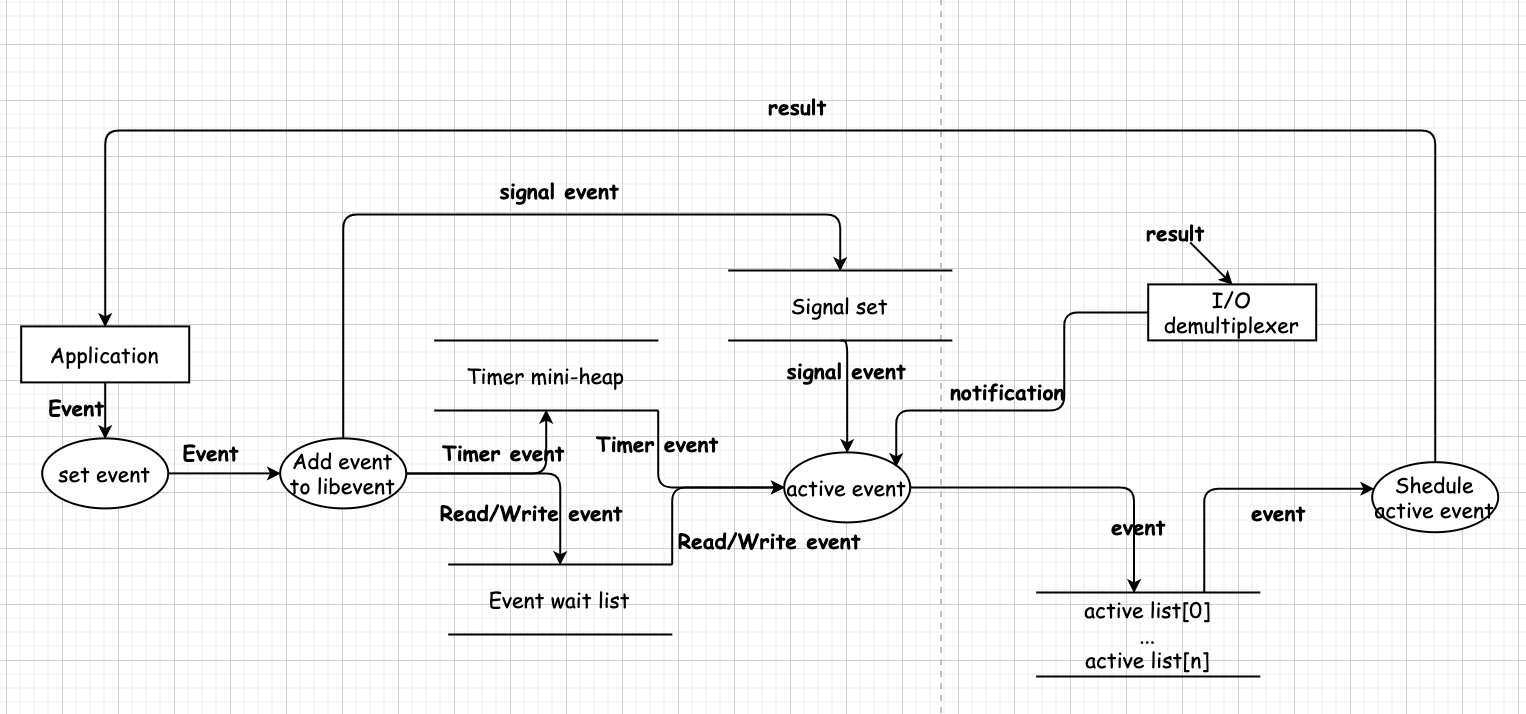 result
signal event
result
I/O
demultiplexer
Signal set
Application
Timer mini-heap
signal event
notification
Event
Timer event
Timer event
Event
set event
Add event
to libevent
active event
Shedule
active event
Read/Write event
event
event
Read/Write event
Event wait list
active list[0]
...
active list[n]